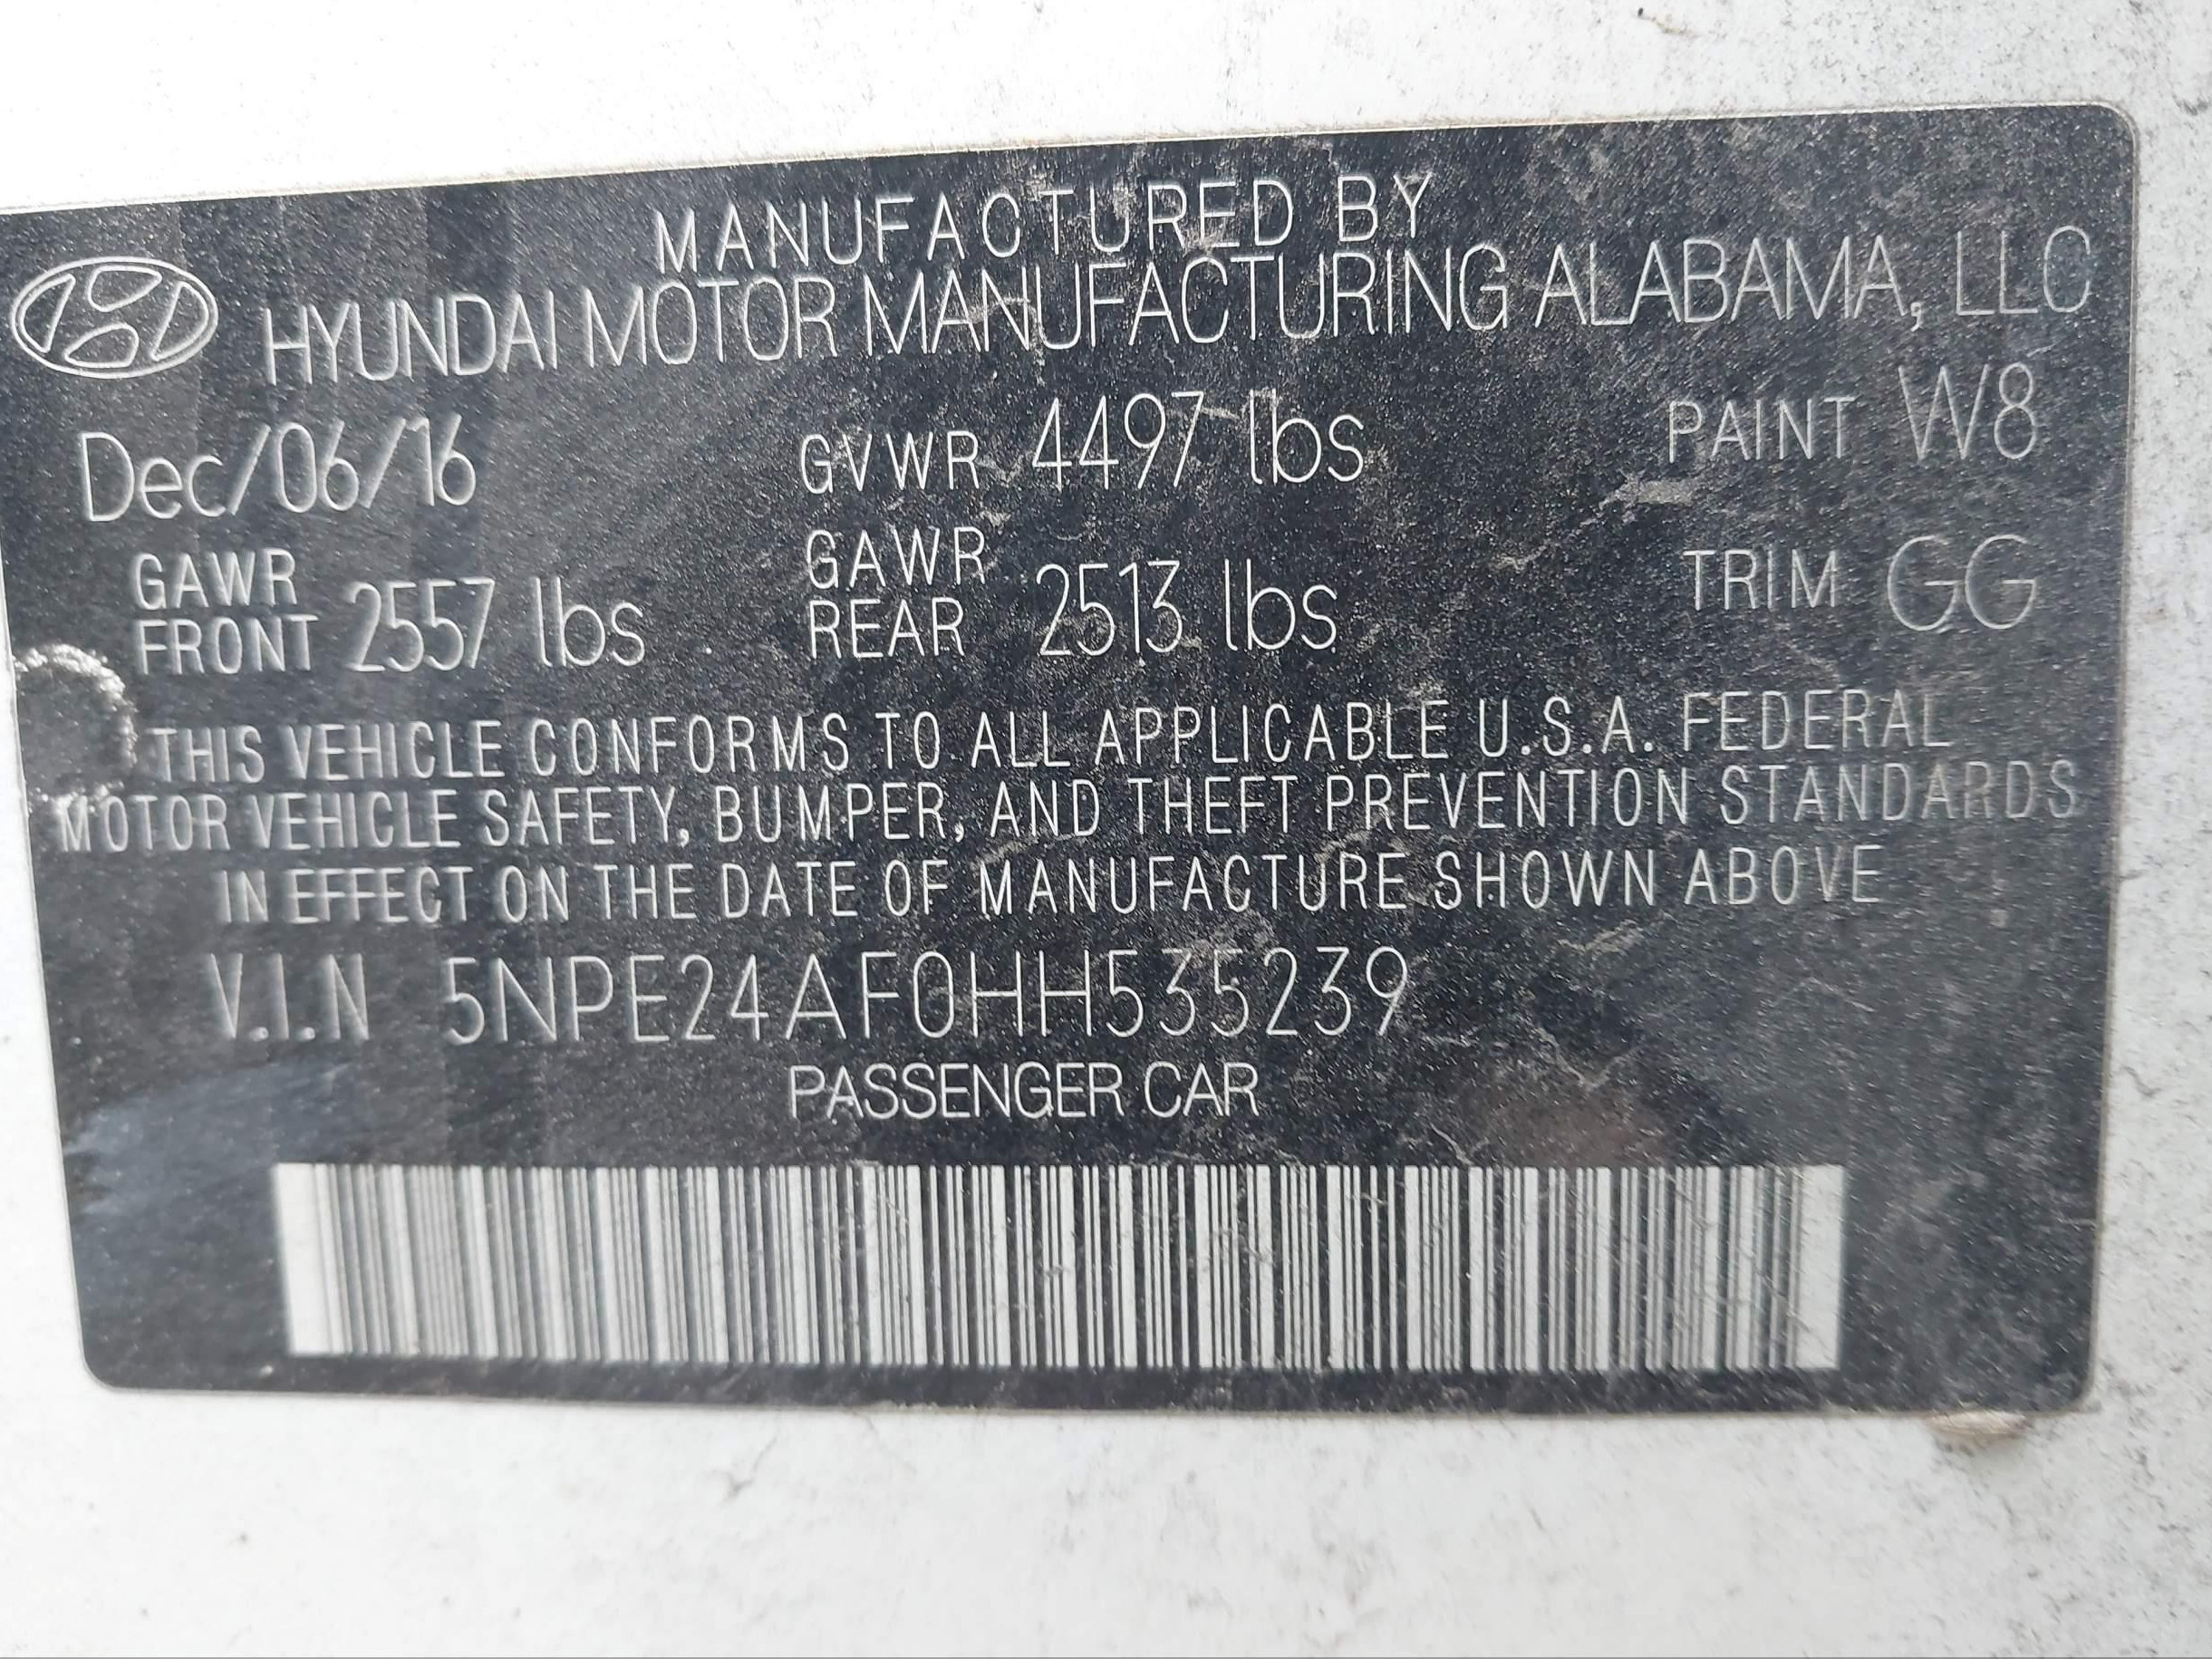 MANUFACTURED BY
HYUNDAI MOTOR MANUFACTURING ALABAMA, LLC
Dec/06/16 GVWR 4497 lbs PAINT W8
GAWR FRONT 2557 lbs GAWR REAR 2513 lbs TRIM GG
THIS VEHICLE CONFORMS TO ALL APPLICABLE U.S.A. FEDERAL
MOTOR VEHICLE SAFETY, BUMPER, AND THEFT PREVENTION STANDARDS
IN EFFECT ON THE DATE OF MANUFACTURE SHOWN ABOVE
V.I.N 5NPE24AF0HH535239
PASSENGER CAR